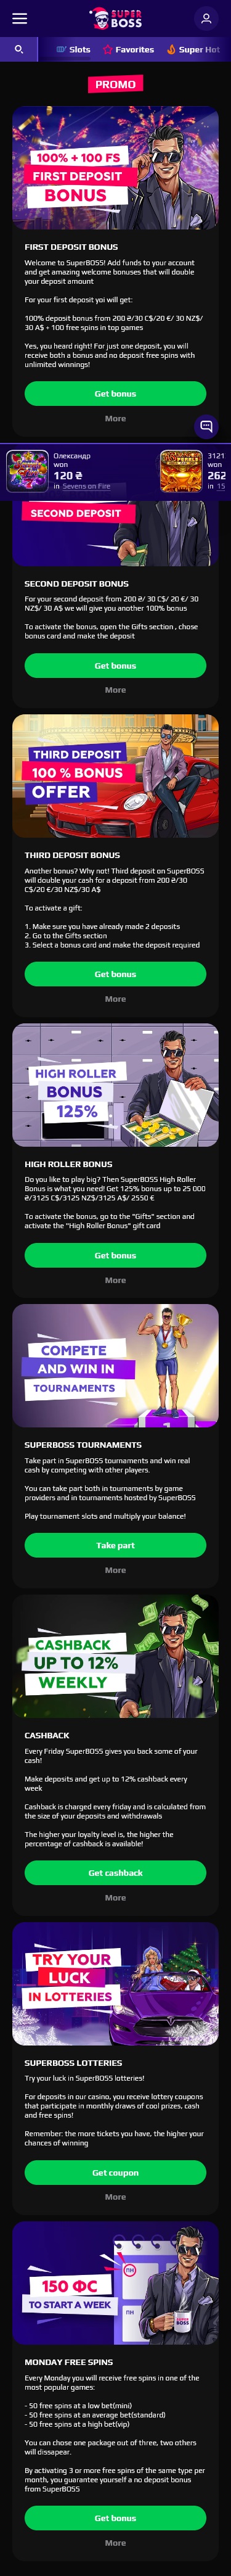 SUPER
BOSS
Slots
Favorites
Super Hot
PROMO
100% + 100 FS
FIRST DEPOSIT
BONUS
FIRST DEPOSIT BONUS
Welcome to SuperBOSS! Add funds to your account
and get amazing welcome bonuses that will double
your deposit amount
For your first deposit yoi will get:
100% deposit bonus from 200 ₴/30 C$/20 €/ 30 NZ$/
30 A$ + 100 free spins in top games
Yes, you heard right! For just one deposit, you will
receive both a bonus and no deposit free spins with
unlimited winnings!
Get bonus
More
Олександр
won
120 ₴
in Sevens on Fire
3121
won
262
in 15
SECOND DEPOSIT
SECOND DEPOSIT BONUS
For your second deposit from 200 ₴/ 30 C$/ 20 €/ 30
NZ$/ 30 A$ we will give you another 100% bonus
To activate the bonus, open the Gifts section , chose
bonus card and make the deposit
Get bonus
More
THIRD DEPOSIT
100 % BONUS
OFFER
THIRD DEPOSIT BONUS
Another bonus? Why not! Third deposit on SuperBOSS
will double your cash for a deposit from 200 ₴/30
C$/20 €/30 NZ$/30 A$
To activate a gift:
1. Make sure you have already made 2 deposits
2. Go to the Gifts section
3. Select a bonus card and make the deposit required
Get bonus
More
HIGH ROLLER
BONUS
125%
HIGH ROLLER BONUS
Do you like to play big? Then SuperBOSS High Roller
Bonus is what you need! Get 125% bonus up to 25 000
₴/3125 C$/3125 NZ$/3125 A$/ 2550 €
To activate the bonus, go to the "Gifts" section and
activate the "High Roller Bonus" gift card
Get bonus
More
COMPETE
AND WIN IN
TOURNAMENTS
1
SUPERBOSS TOURNAMENTS
Take part in SuperBOSS tournaments and win real
cash by competing with other players.
You can take part both in tournaments by game
providers and in tournaments hosted by SuperBOSS
Play tournament slots and multiply your balance!
Take part
More
CASHBACK
UP TO 12%
WEEKLY
CASHBACK
Every Friday SuperBOSS gives you back some of your
cash!
Make deposits and get up to 12% cashback every
week
Cashback is charged every friday and is calculated from
the size of your deposits and withdrawals
The higher your loyalty level is, the higher the
percentage of cashback is available!
Get cashback
More
TRY YOUR
LUCK
IN LOTTERIES
SUPERBOSS LOTTERIES
Try your luck in SuperBOSS lotteries!
For deposits in our casino, you receive lottery coupons
that participate in monthly draws of cool prizes, cash
and free spins!
Remember: the more tickets you have, the higher your
chances of winning
Get coupon
More
150 ФС
TO START A WEEK
ПН
ПН
SUPER
BOSS
MONDAY FREE SPINS
Every Monday you will receive free spins in one of the
most popular games:
- 50 free spins at a low bet(mini)
- 50 free spins at an average bet(standard)
- 50 free spins at a high bet(vip)
You can chose one package out of three, two others
will dissapear.
By activating 3 or more free spins of the same type per
month, you guarantee yourself a no deposit bonus
from SuperBOSS
Get bonus
More